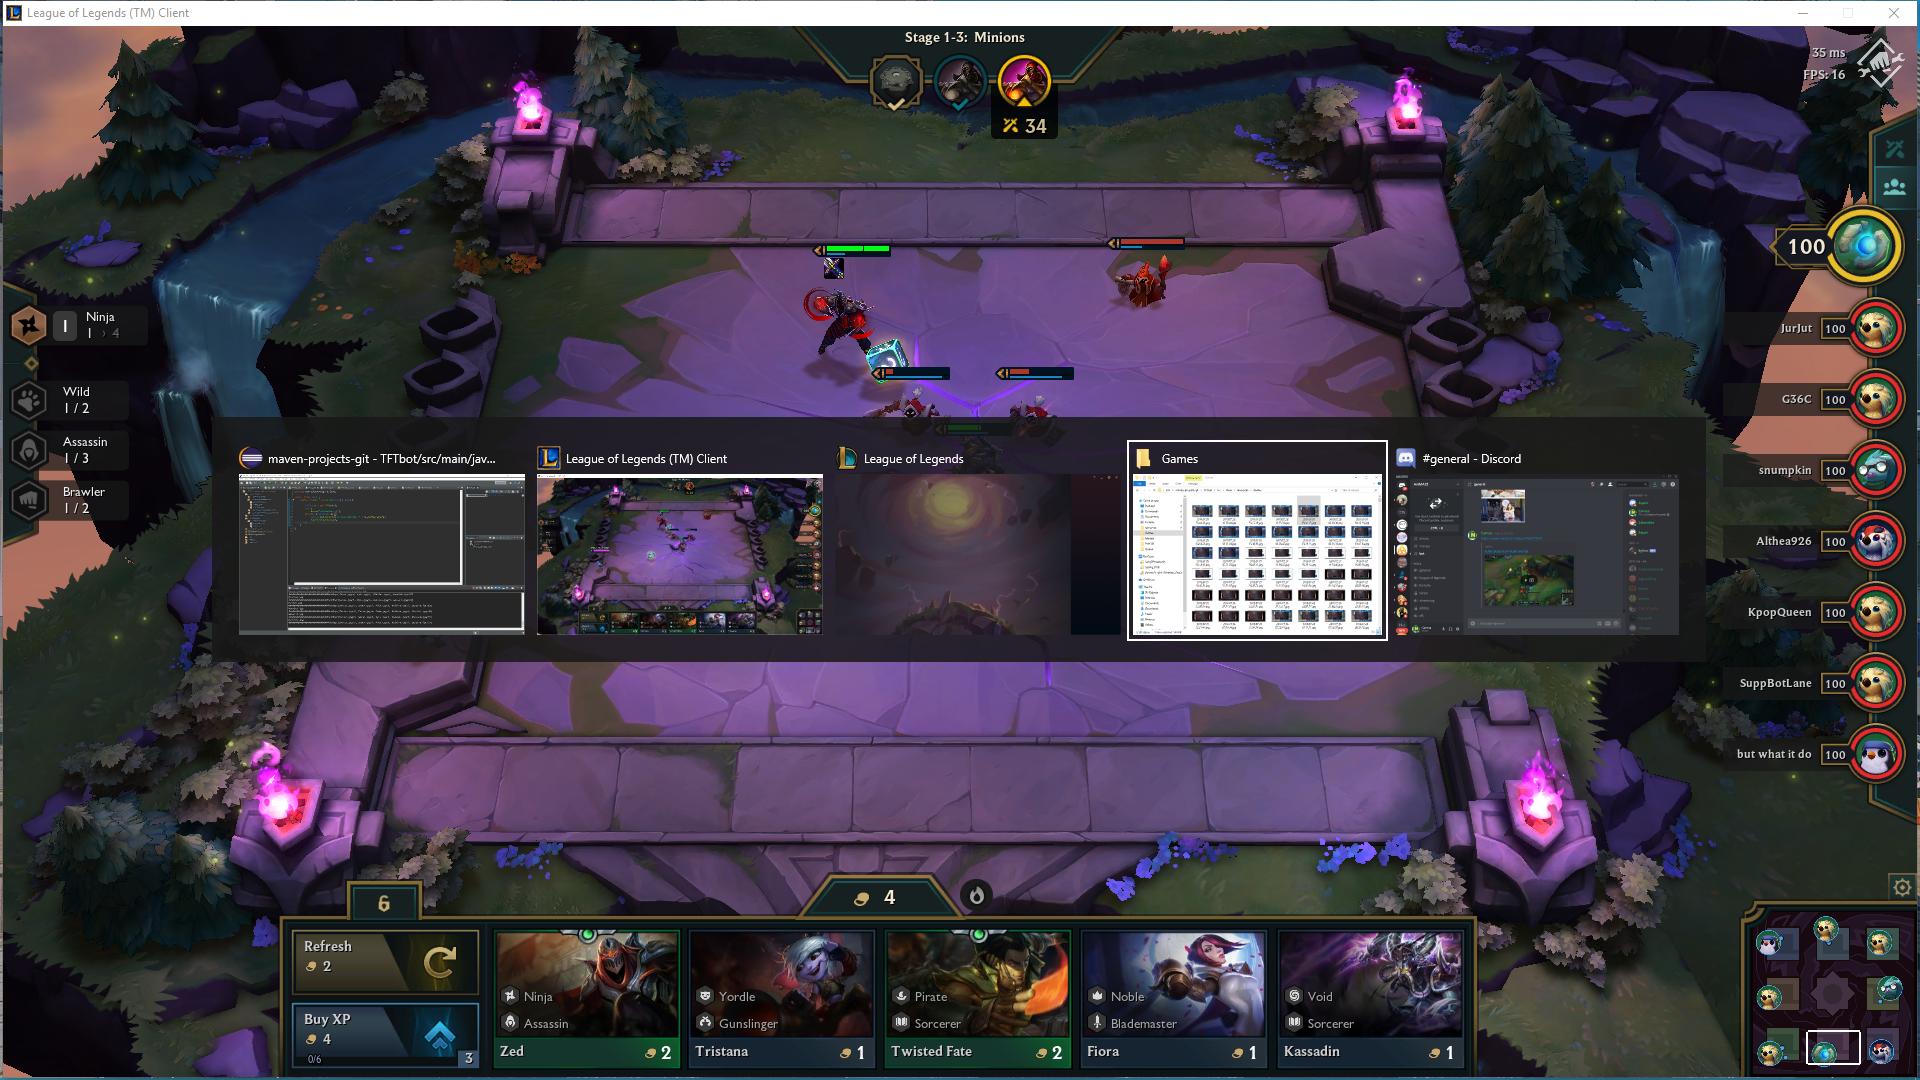 League of Legends (TM) Client
Stage 1-3: Minions
34
35 ms
FPS: 16
100
Ninja
1 › 4
1
JurJut 100
G36C 100
snumpkin 100
Althea926 100
KpopQueen 100
SuppBotLane 100
but what it do 100
Wild
1 / 2
Assassin
1 / 3
Brawler
1 / 2
maven-projects-git - TFTbot/src/main/jav...
League of Legends (TM) Client
League of Legends
Games
#general - Discord
6
4
Refresh
2
Buy XP
4
0/6
3
Ninja
Assassin
Zed 2
Yordle
Gunslinger
Tristana 1
Pirate
Sorcerer
Twisted Fate 2
Noble
Blademaster
Fiora 1
Void
Sorcerer
Kassadin 1